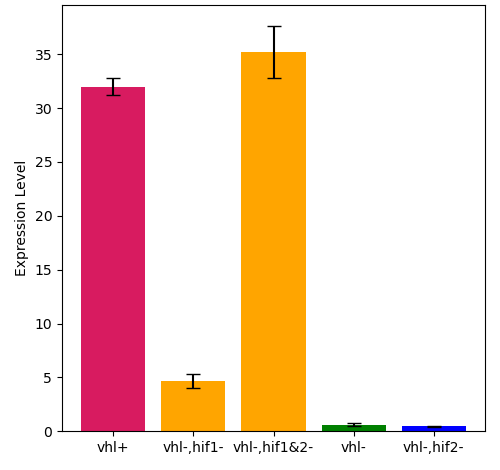 35
30
25
20
15
10
5
0
Expression Level
vhl+
vhl-,hif1-
vhl-,hif1&2-
vhl-
vhl-,hif2-